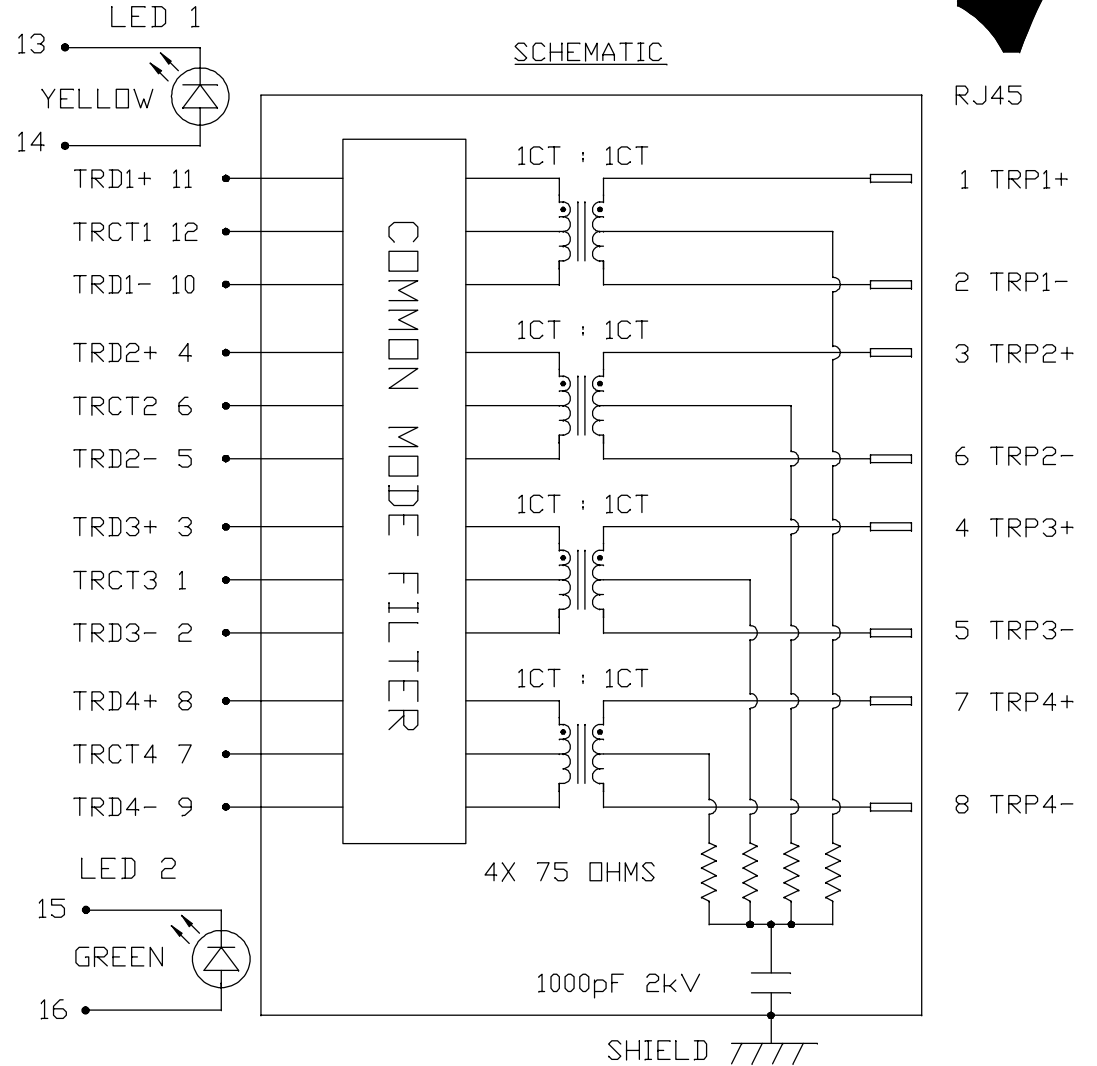 LED 1
13
SCHEMATIC
YELLOW
RJ45
14
1CT : 1CT
TRD1+ 11
1 TRP1+
TRCT1 12
TRD1- 10
2 TRP1-
1CT : 1CT
TRD2+ 4
3 TRP2+
TRCT2 6
TRD2- 5
6 TRP2-
1CT : 1CT
TRD3+ 3
4 TRP3+
TRCT3 1
TRD3- 2
5 TRP3-
1CT : 1CT
TRD4+ 8
7 TRP4+
TRCT4 7
TRD4- 9
8 TRP4-
COMMON MODE FILTER
LED 2
4X 75 OHMS
15
GREEN
1000pF 2kV
16
SHIELD